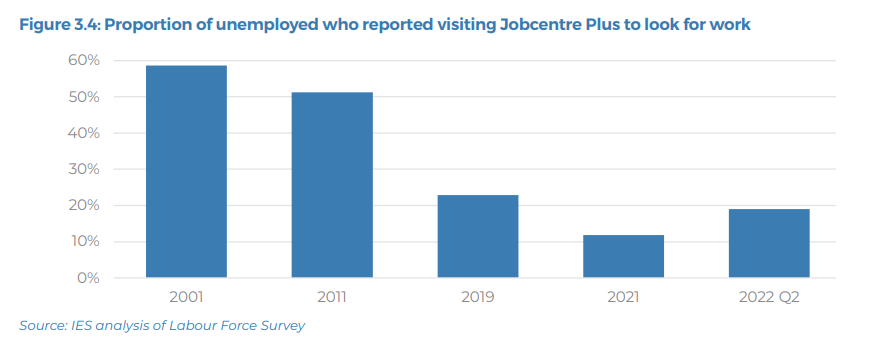 Figure 3.4: Proportion of unemployed who reported visiting Jobcentre Plus to look for work
60%
50%
40%
30%
20%
10%
0%
2001 2011 2019 2021 2022 Q2
Source: IES analysis of Labour Force Survey